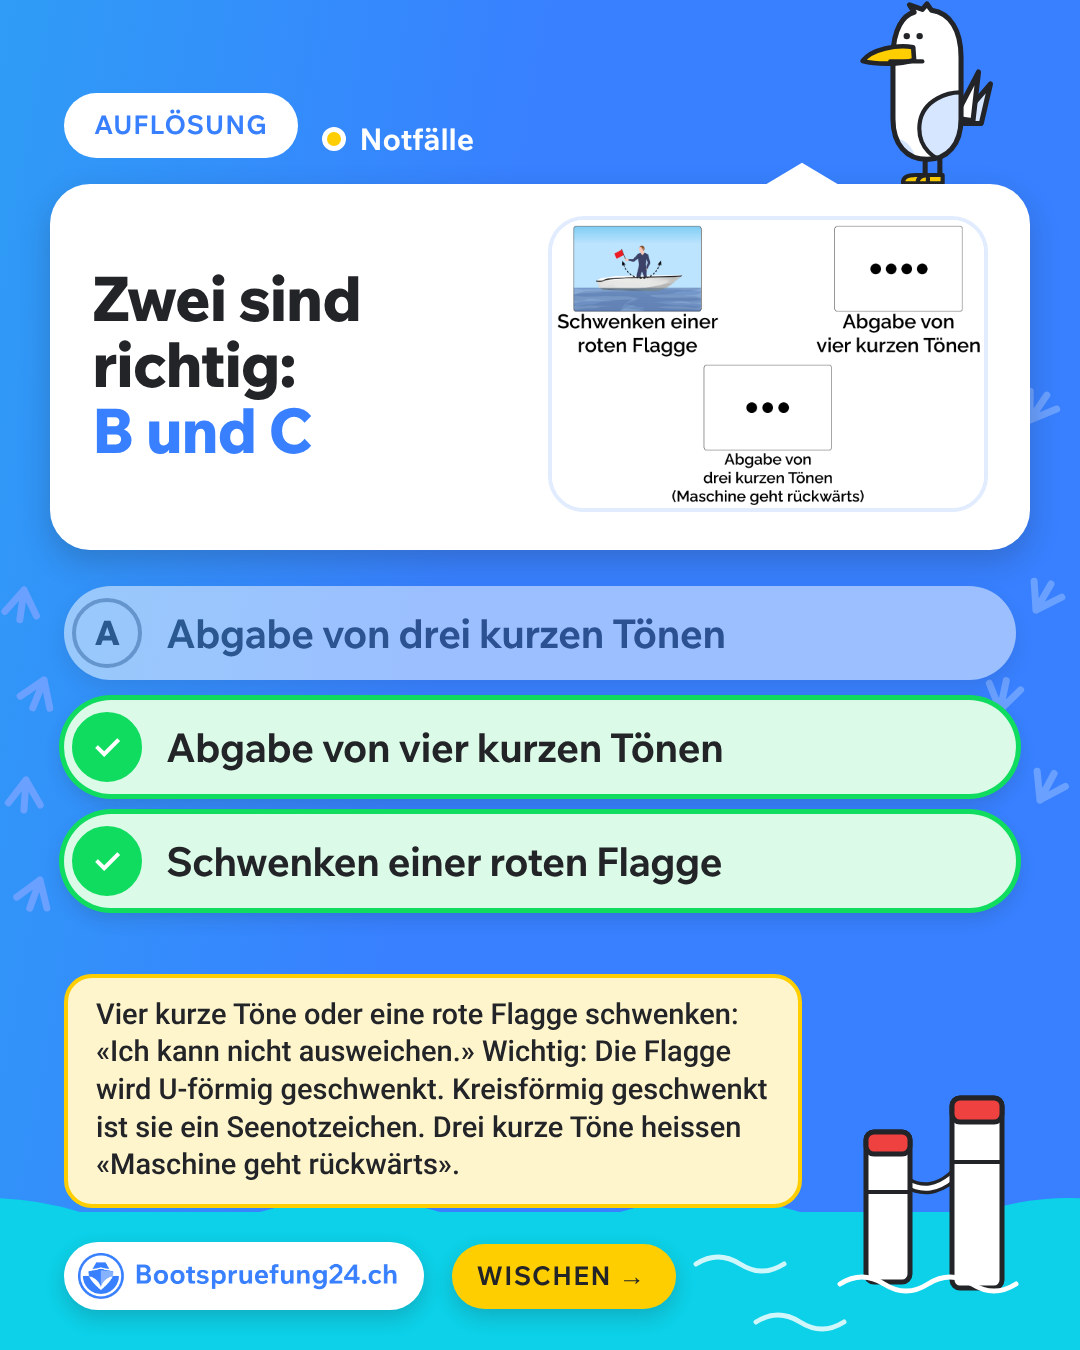 AUFLÖSUNG
Notfälle
Zwei sind
richtig:
B und C
Schwenken einer
roten Flagge
Abgabe von
vier kurzen Tönen
Abgabe von
drei kurzen Tönen
(Maschine geht rückwärts)
A Abgabe von drei kurzen Tönen
Abgabe von vier kurzen Tönen
Schwenken einer roten Flagge
Vier kurze Töne oder eine rote Flagge schwenken:
«Ich kann nicht ausweichen.» Wichtig: Die Flagge
wird U-förmig geschwenkt. Kreisförmig geschwenkt
ist sie ein Seenotzeichen. Drei kurze Töne heissen
«Maschine geht rückwärts».
Bootspruefung24.ch
WISCHEN →